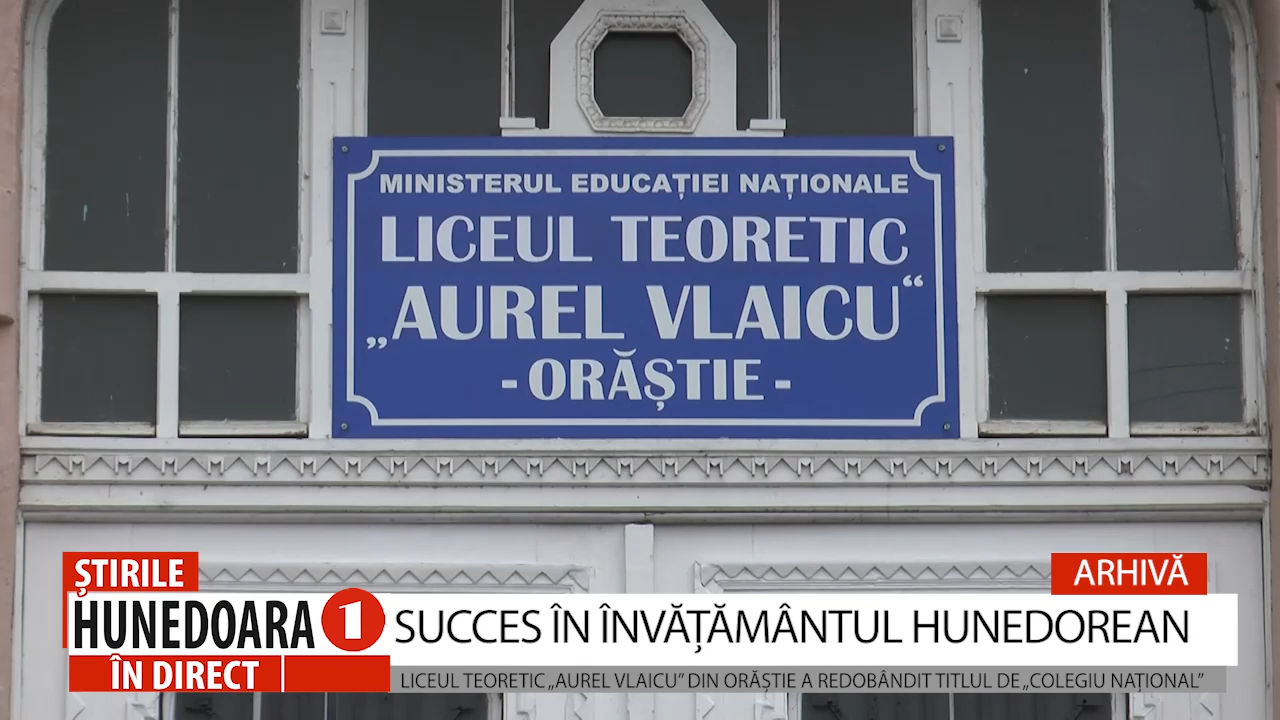 MINISTERUL EDUCAȚIEI NAȚIONALE
LICEUL TEORETIC
„AUREL VLAICU“
- ORĂȘTIE -
ARHIVĂ
ȘTIRILE
HUNEDOARA 1
ÎN DIRECT
SUCCES ÎN ÎNVĂȚĂMÂNTUL HUNEDOREAN
LICEUL TEORETIC „AUREL VLAICU” DIN ORĂȘTIE A REDOBÂNDIT TITLUL DE „COLEGIU NAȚIONAL”